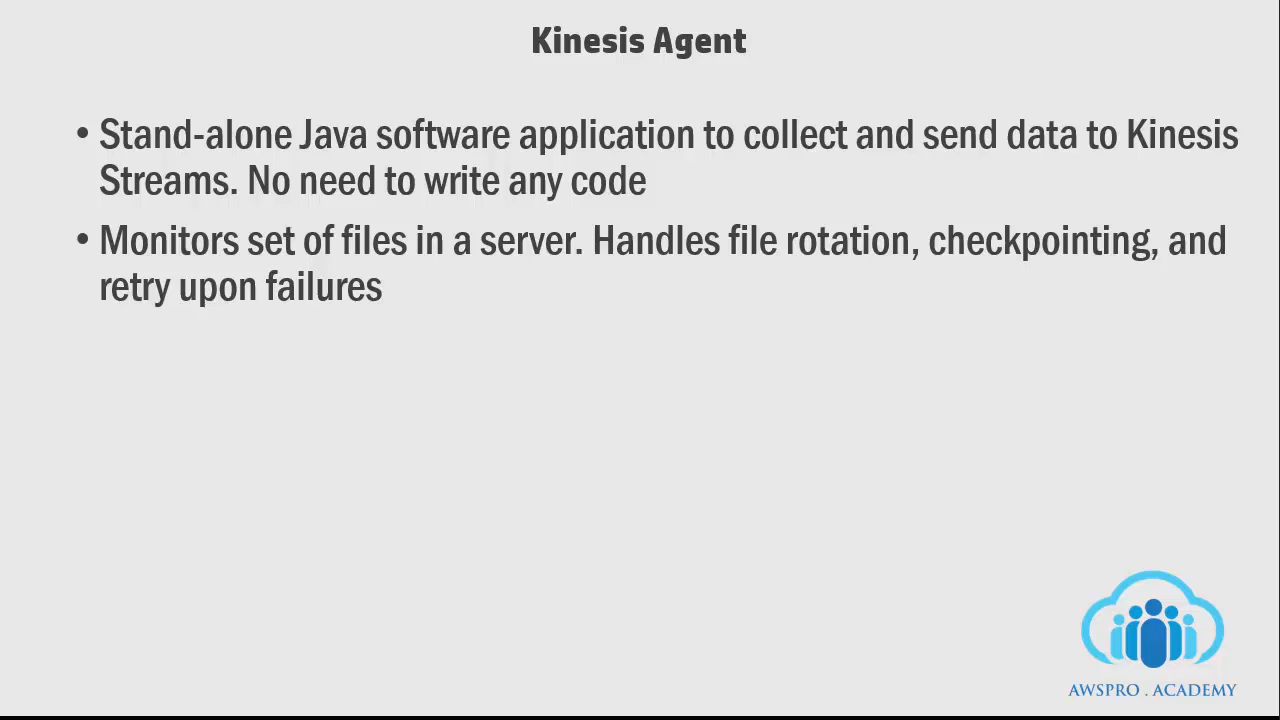 Kinesis Agent
• Stand-alone Java software application to collect and send data to Kinesis
Streams. No need to write any code
• Monitors set of files in a server. Handles file rotation, checkpointing, and
retry upon failures
AWSPRO . ACADEMY